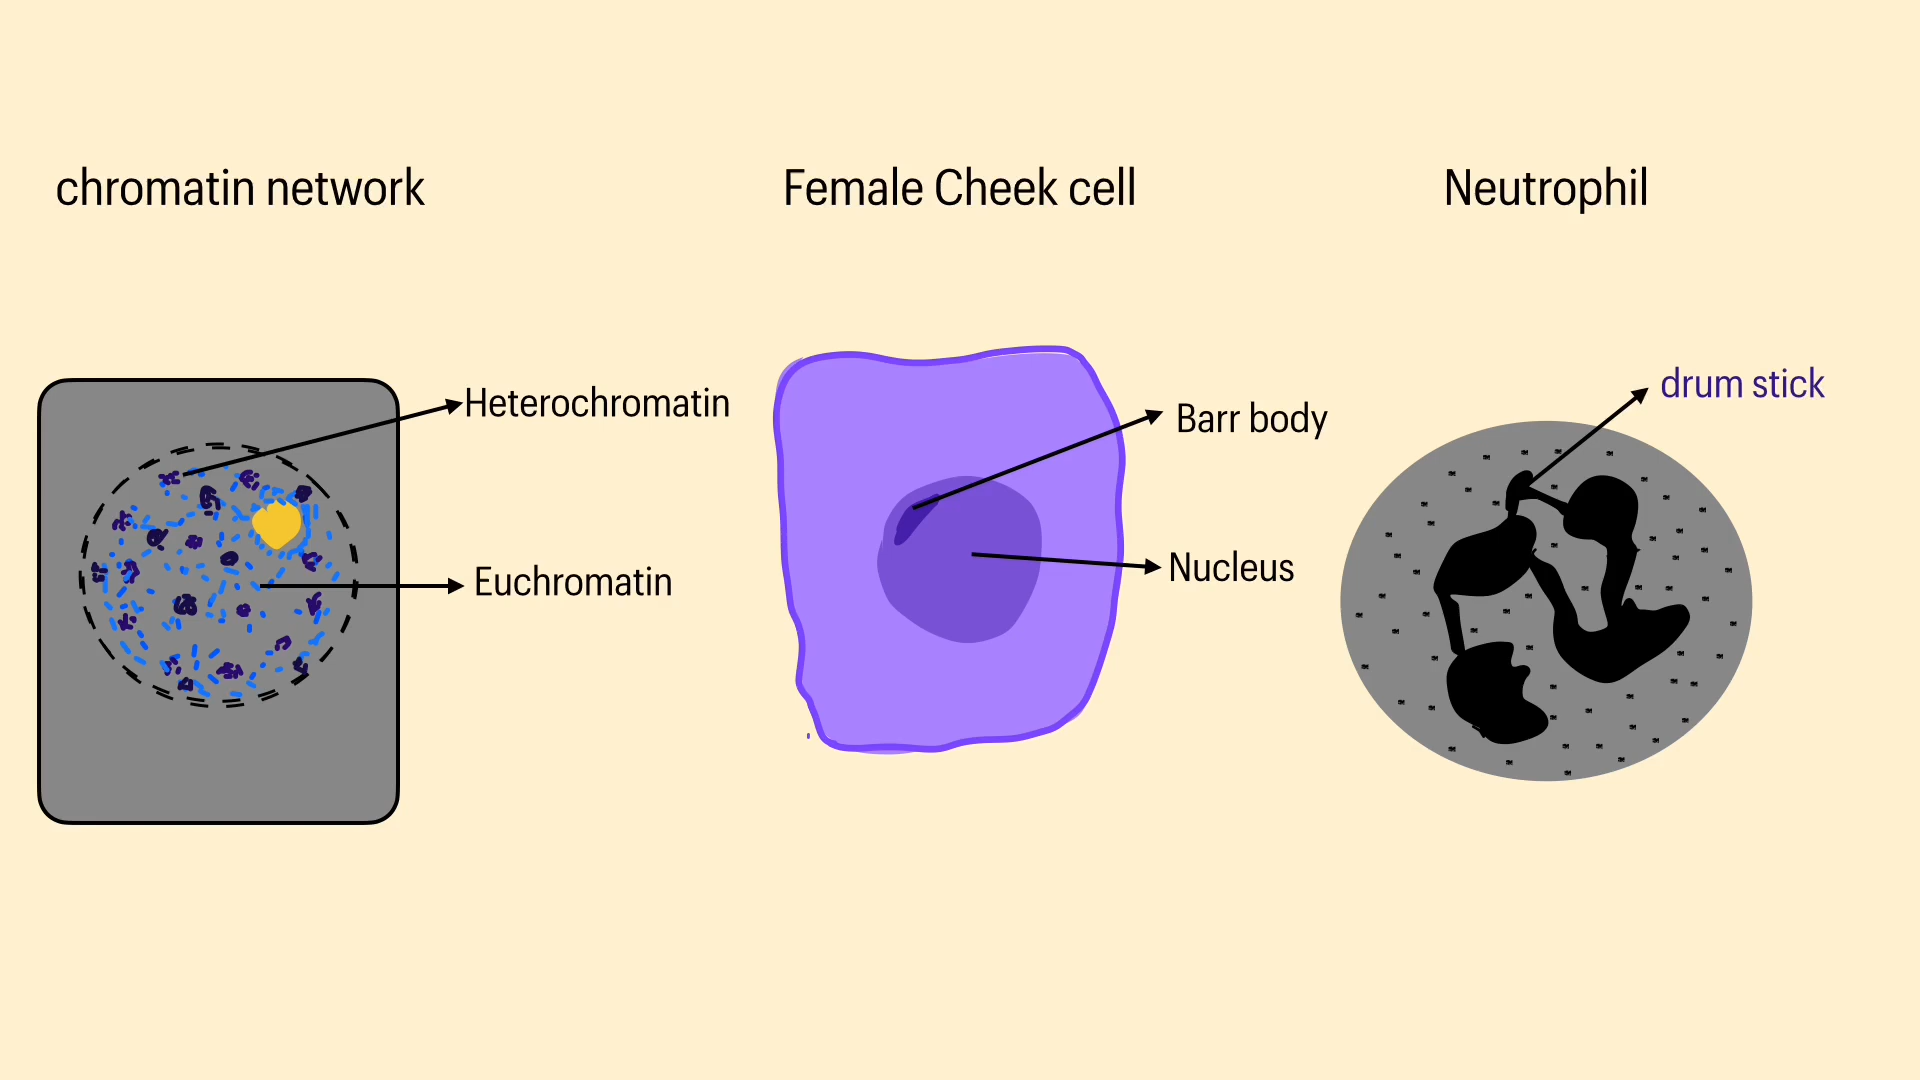 chromatin network
Female Cheek cell
Neutrophil
Heterochromatin
Euchromatin
Barr body
Nucleus
drum stick